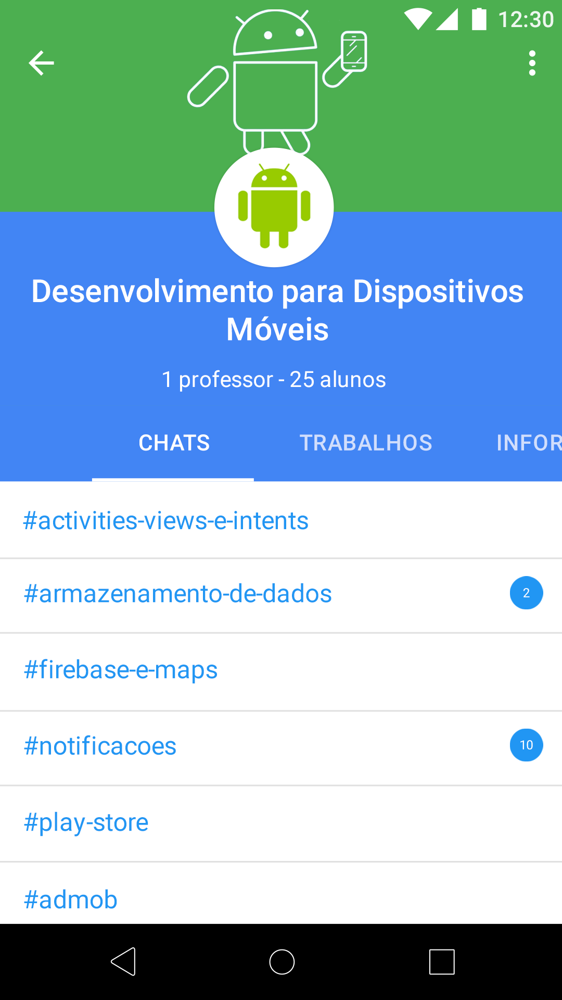 12:30
Desenvolvimento para Dispositivos
Móveis
1 professor - 25 alunos
CHATS TRABALHOS INFOR
#activities-views-e-intents
#armazenamento-de-dados 2
#firebase-e-maps
#notificacoes 10
#play-store
#admob